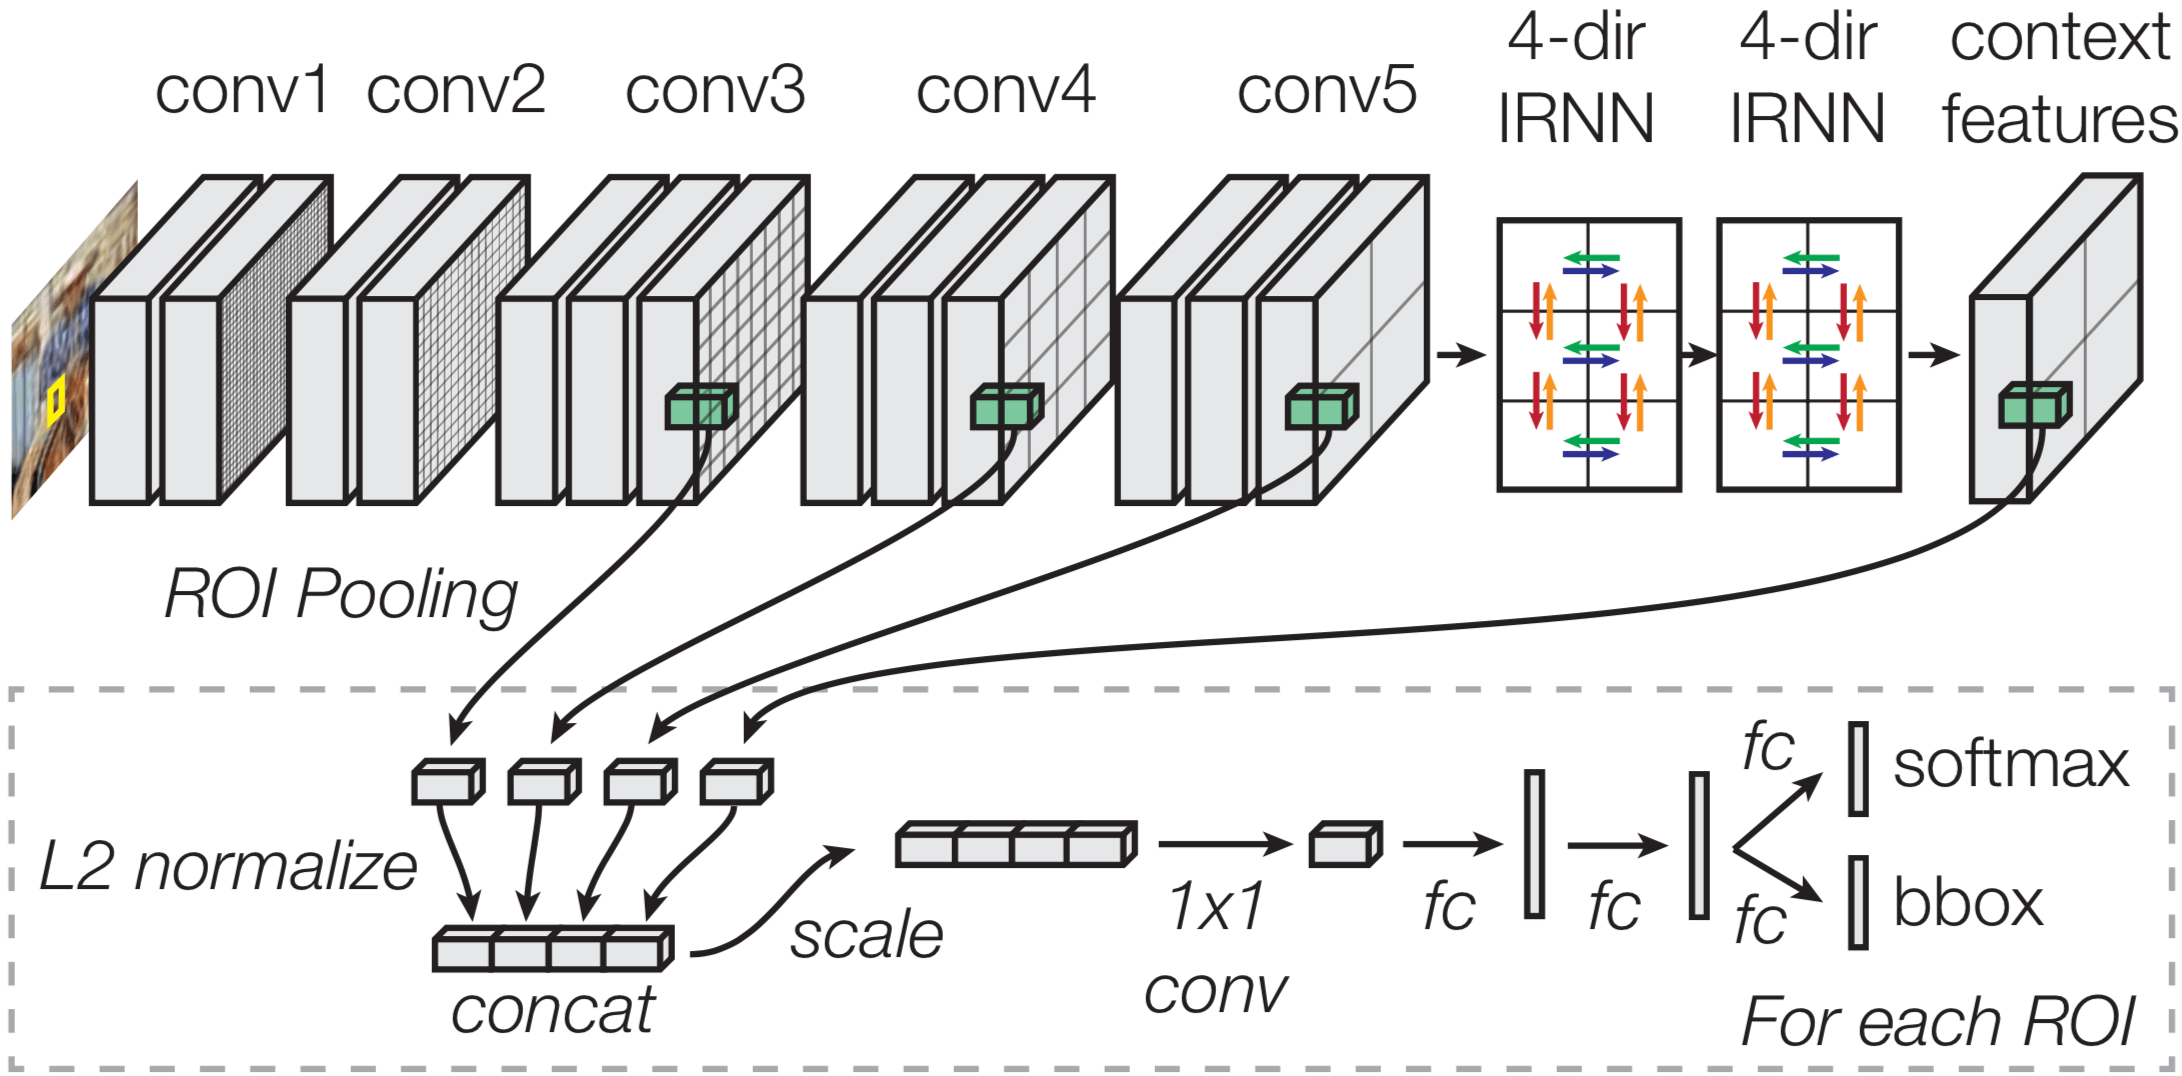 conv1
conv2
conv3
conv4
conv5
4-dir
IRNN
4-dir
IRNN
context
features
ROI Pooling
L2 normalize
concat
scale
1x1
conv
fc
fc
fc
softmax
fc
bbox
For each ROI